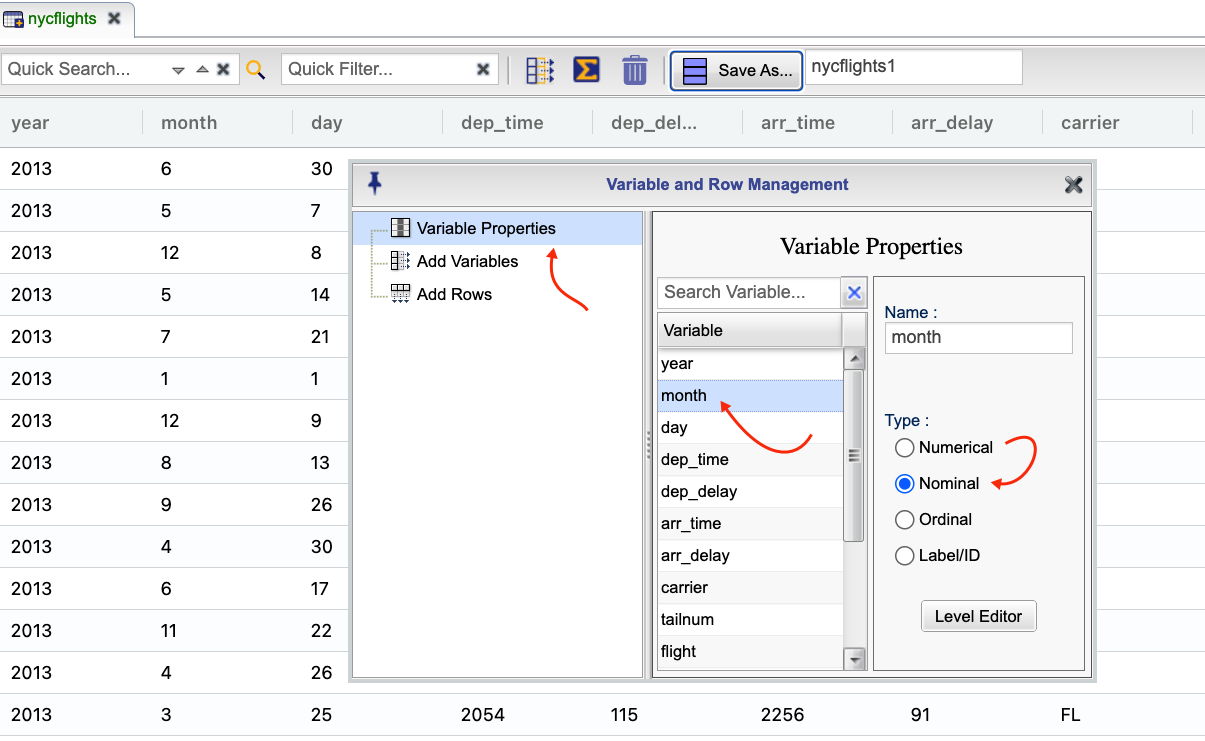 nycflights
Quick Search... Quick Filter... Save As... nycflights1
year month day dep_time dep_del... arr_time arr_delay carrier
2013 6 30
2013 5 7
2013 12 8
2013 5 14
2013 7 21
2013 1 1
2013 12 9
2013 8 13
2013 9 26
2013 4 30
2013 6 17
2013 11 22
2013 4 26
2013 3 25 2054 115 2256 91 FL
Variable and Row Management
Variable Properties
Add Variables
Add Rows
Variable Properties
Search Variable...
Variable
year
month
day
dep_time
dep_delay
arr_time
arr_delay
carrier
tailnum
flight
Name :
month
Type :
Numerical
Nominal
Ordinal
Label/ID
Level Editor